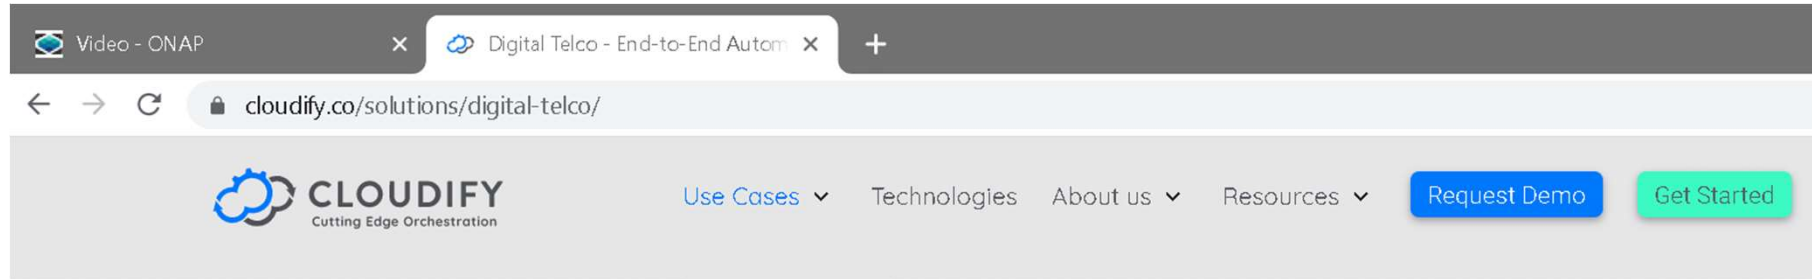 Video - ONAP
Digital Telco - End-to-End Autom
cloudify.co/solutions/digital-telco/
CLOUDIFY
Cutting Edge Orchestration
Use Cases Technologies About us Resources Request Demo Get Started